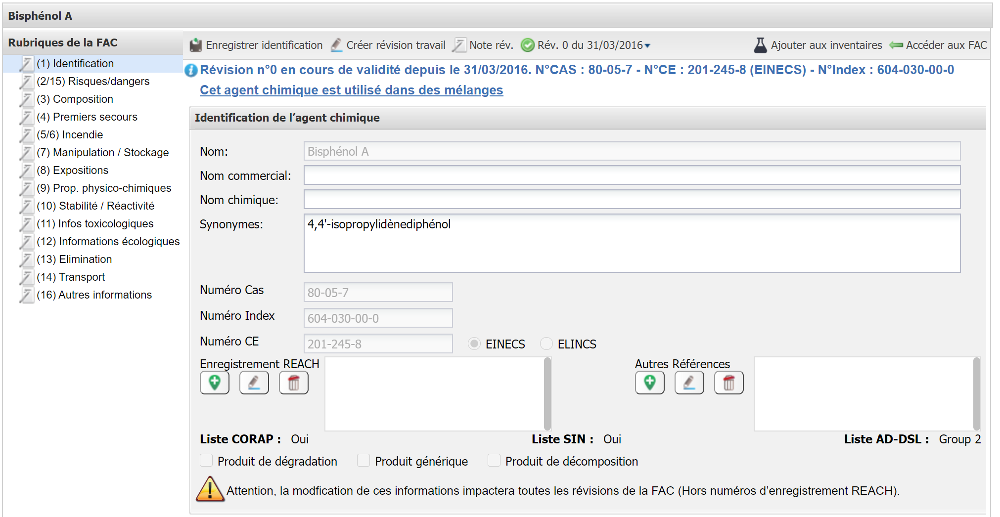 Bisphénol A
Rubriques de la FAC
(1) Identification
(2/15) Risques/dangers
(3) Composition
(4) Premiers secours
(5/6) Incendie
(7) Manipulation / Stockage
(8) Expositions
(9) Prop. physico-chimiques
(10) Stabilité / Réactivité
(11) Infos toxicologiques
(12) Informations écologiques
(13) Elimination
(14) Transport
(16) Autres informations
Enregistrer identification Créer révision travail Note rév. Rév. 0 du 31/03/2016 Ajouter aux inventaires Accéder aux FAC
Révision n°0 en cours de validité depuis le 31/03/2016. N°CAS : 80-05-7 - N°CE : 201-245-8 (EINECS) - N°Index : 604-030-00-0
Cet agent chimique est utilisé dans des mélanges
Identification de l’agent chimique
Nom: Bisphénol A
Nom commercial:
Nom chimique:
Synonymes: 4,4'-isopropylidènediphénol
Numéro Cas 80-05-7
Numéro Index 604-030-00-0
Numéro CE 201-245-8 EINECS ELINCS
Enregistrement REACH Autres Références
Liste CORAP : Oui Liste SIN : Oui Liste AD-DSL : Group 2
Produit de dégradation Produit générique Produit de décomposition
Attention, la modfication de ces informations impactera toutes les révisions de la FAC (Hors numéros d’enregistrement REACH).